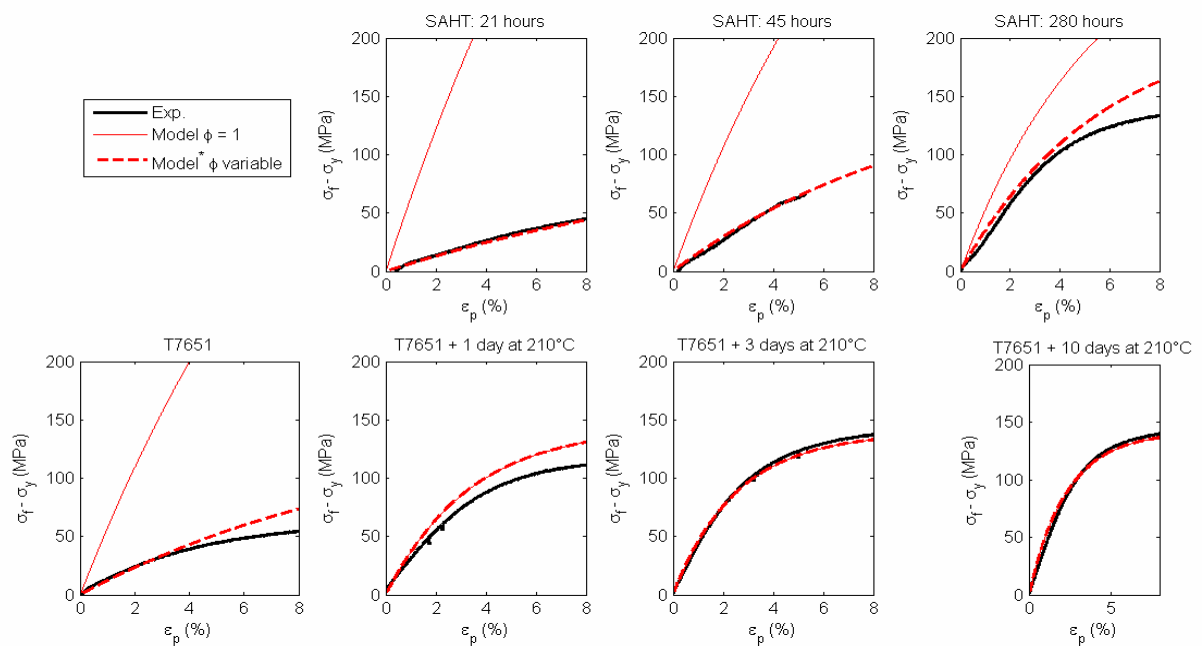 SAHT: 21 hours
SAHT: 45 hours
SAHT: 280 hours
Exp.
Model ϕ = 1
Model* ϕ variable
200
150
100
50
0
σf - σy (MPa)
0 2 4 6 8
εp (%)
200
150
100
50
0
σf - σy (MPa)
0 2 4 6 8
εp (%)
200
150
100
50
0
σf - σy (MPa)
0 2 4 6 8
εp (%)
T7651
T7651 + 1 day at 210°C
T7651 + 3 days at 210°C
T7651 + 10 days at 210°C
200
150
100
50
0
σf - σy (MPa)
0 2 4 6 8
εp (%)
200
150
100
50
0
σf - σy (MPa)
0 2 4 6 8
εp (%)
200
150
100
50
0
σf - σy (MPa)
0 2 4 6 8
εp (%)
200
150
100
50
0
σf - σy (MPa)
0 5
εp (%)